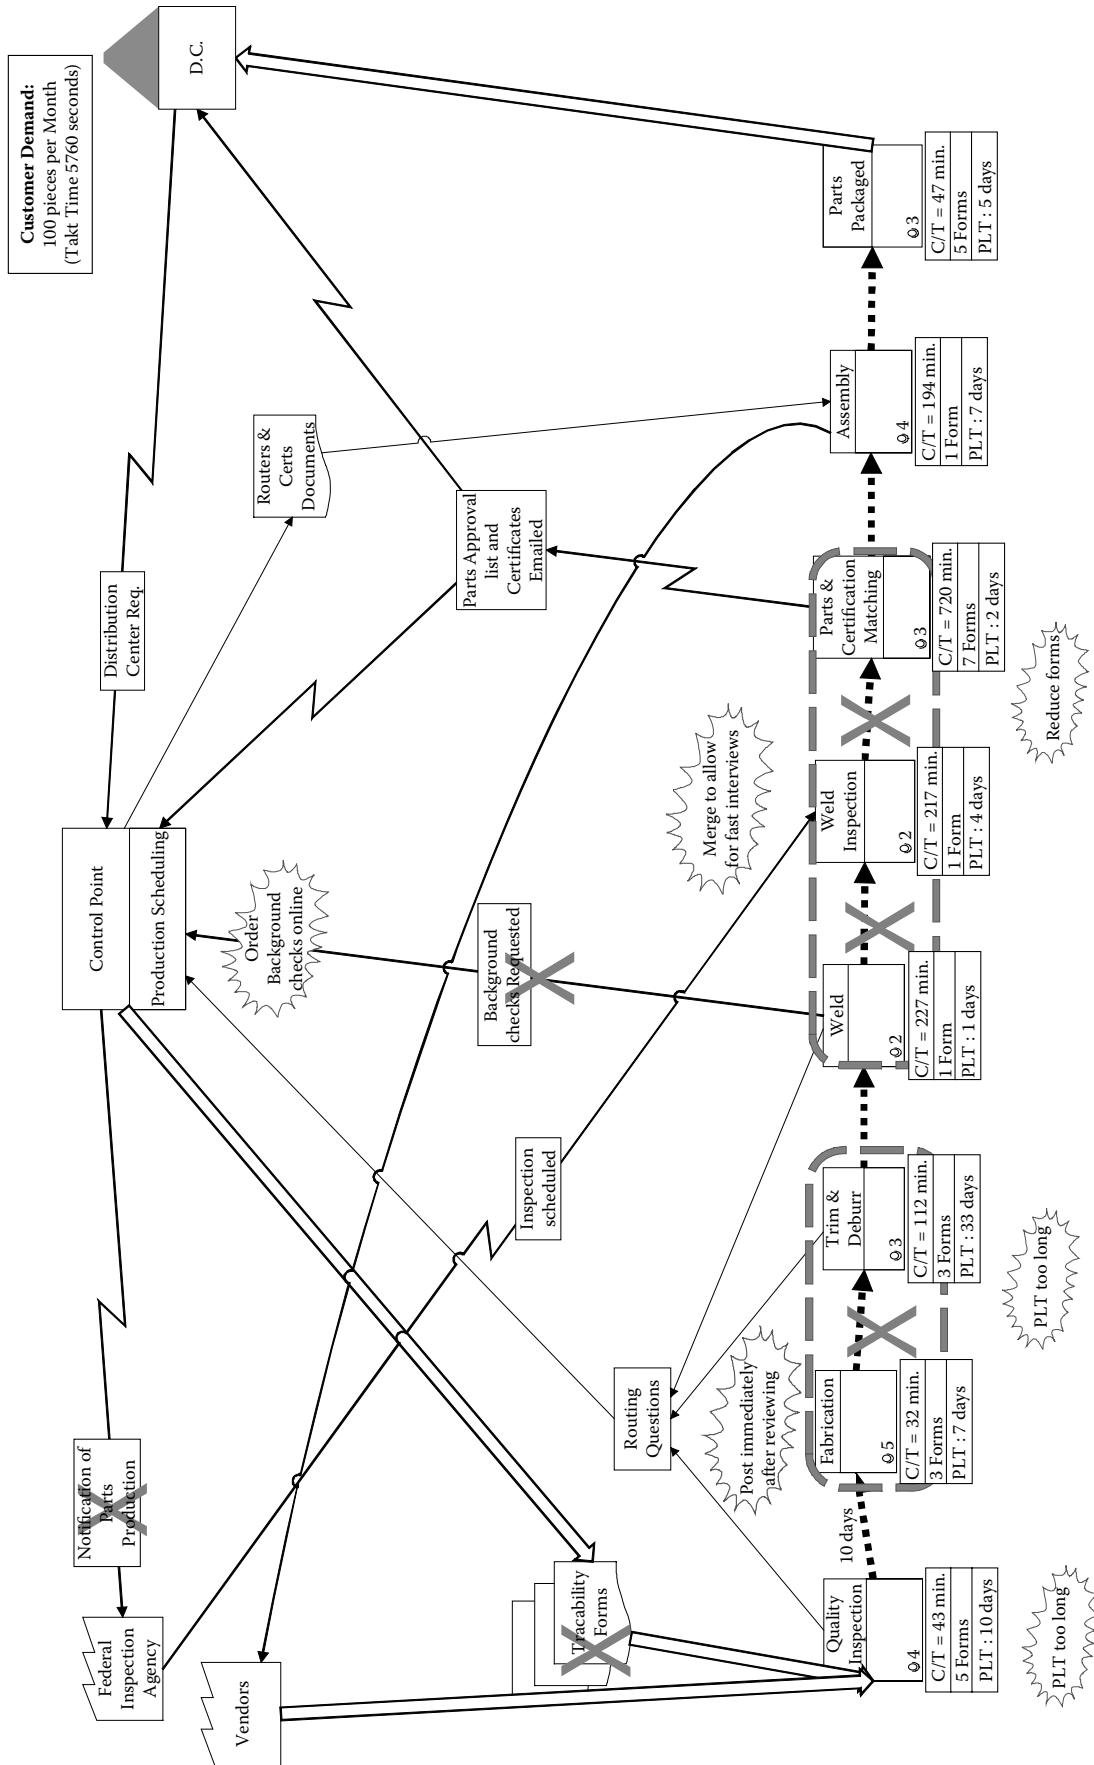 Customer Demand:
100 pieces per Month
(Takt Time 5760 seconds)
D.C.
Distribution
Center Req.
Control Point
Production Scheduling
Notification of
Parts
Production
Federal
Inspection
Agency
Vendors
Routers &
Certs
Documents
Parts Approval
list and
Certificates
Emailed
Order
Background
checks online
Background
checks Requested
Inspection
scheduled
Tracability
Forms
Routing
Questions
Merge to allow
for fast interviews
Post immediately
after reviewing
Quality
Inspection
4
C/T = 43 min.
5 Forms
PLT : 10 days
PLT too long
10 days
Fabrication
5
C/T = 32 min.
3 Forms
PLT : 7 days
Trim &
Deburr
3
C/T = 112 min.
3 Forms
PLT : 33 days
PLT too long
Weld
2
C/T = 227 min.
1 Form
PLT : 1 days
Weld
Inspection
2
C/T = 217 min.
1 Form
PLT : 4 days
Parts &
Certification
Matching
3
C/T = 720 min.
7 Forms
PLT : 2 days
Reduce forms
Assembly
4
C/T = 194 min.
1 Form
PLT : 7 days
Parts
Packaged
3
C/T = 47 min.
5 Forms
PLT : 5 days